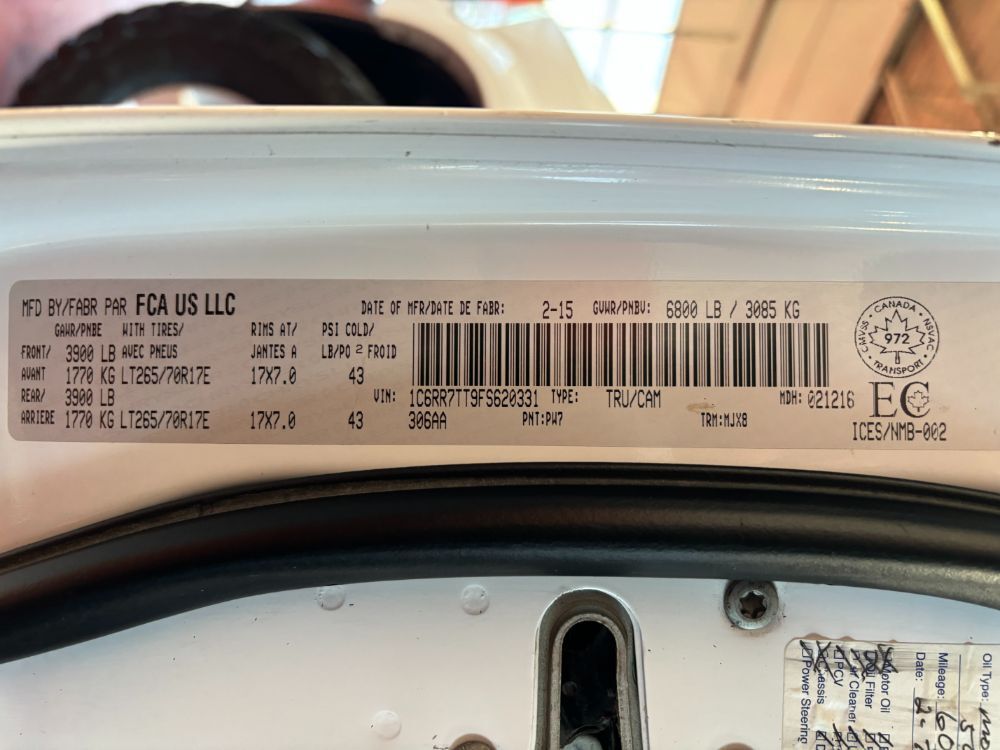 MFD BY/FABR PAR FCA US LLC DATE OF MFR/DATE DE FABR: 2-15 GVWR/PNBV: 6800 LB / 3085 KG
GAWR/PNBE WITH TIRES/ RIMS AT/ PSI COLD/
FRONT/ 3900 LB AVEC PNEUS JANTES A LB/PO 2 FROID
AVANT 1770 KG LT265/70R17E 17X7.0 43
REAR/ 3900 LB VIN: 1C6RR7TT9FS620331 TYPE: TRU/CAM MDH: 021216
ARRIERE 1770 KG LT265/70R17E 17X7.0 43 306AA PNT:PW7 TRM:MJX8
CANADA
CMVSS NSVAC
972
TRANSPORT
EC
ICES/NMB-002
Oil Type:
Mileage:
Date:
Motor Oil
Oil Filter
Air Cleaner
PCV
Chassis
Power Steering